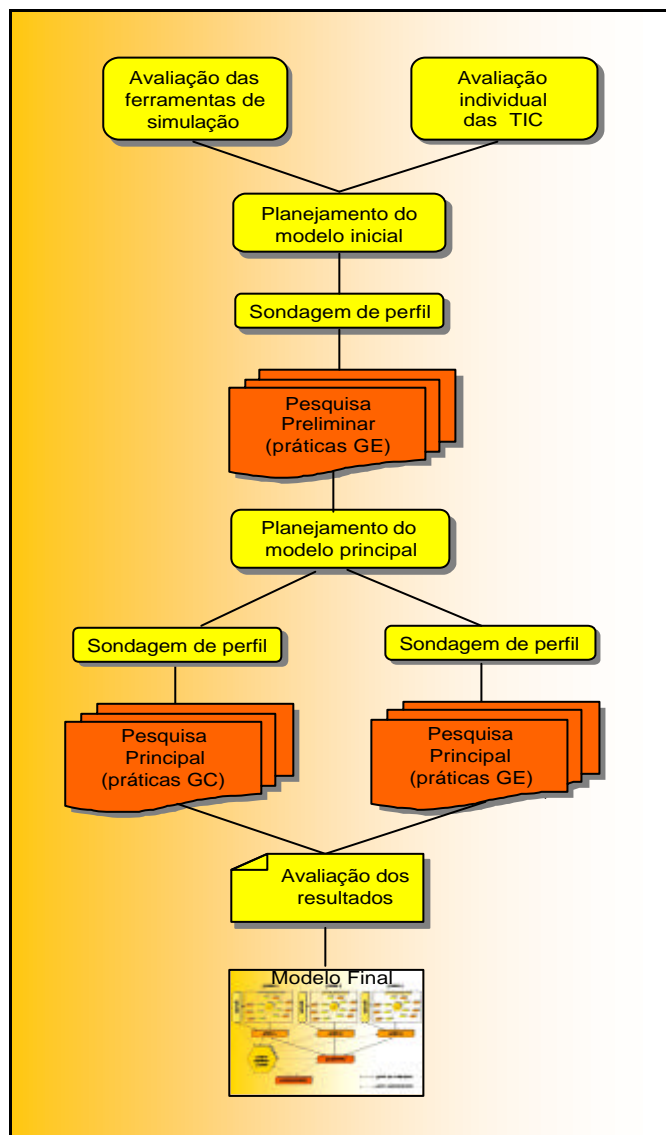 Avaliação das
ferramentas de
simulação
Avaliação
individual
das TIC
Planejamento do
modelo inicial
Sondagem de perfil
Pesquisa
Preliminar
(práticas GE)
Planejamento do
modelo principal
Sondagem de perfil
Sondagem de perfil
Pesquisa
Principal
(práticas GC)
Pesquisa
Principal
(práticas GE)
Avaliação dos
resultados
Modelo Final